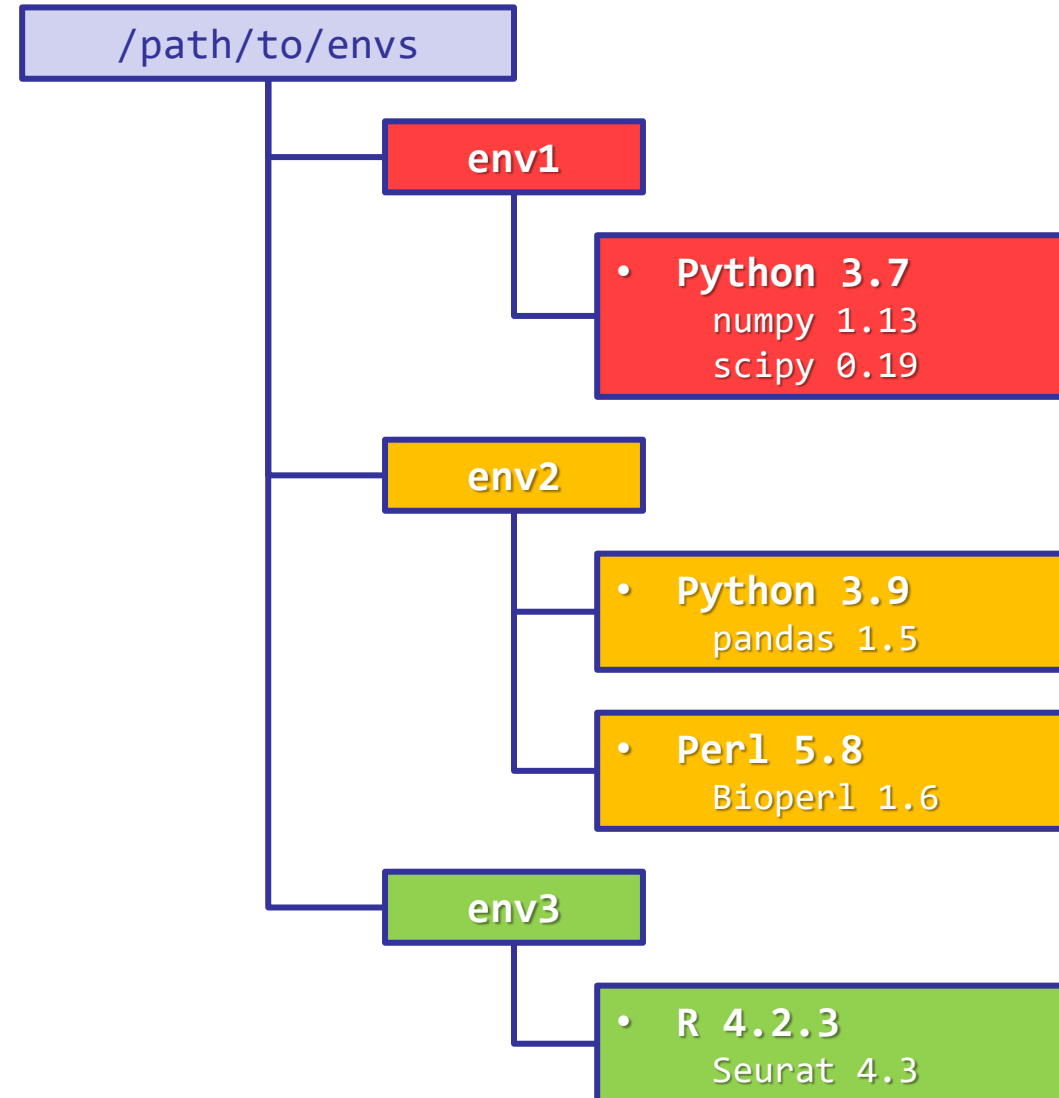 /path/to/envs
env1
• Python 3.7
numpy 1.13
scipy 0.19
env2
• Python 3.9
pandas 1.5
• Perl 5.8
Bioperl 1.6
env3
• R 4.2.3
Seurat 4.3